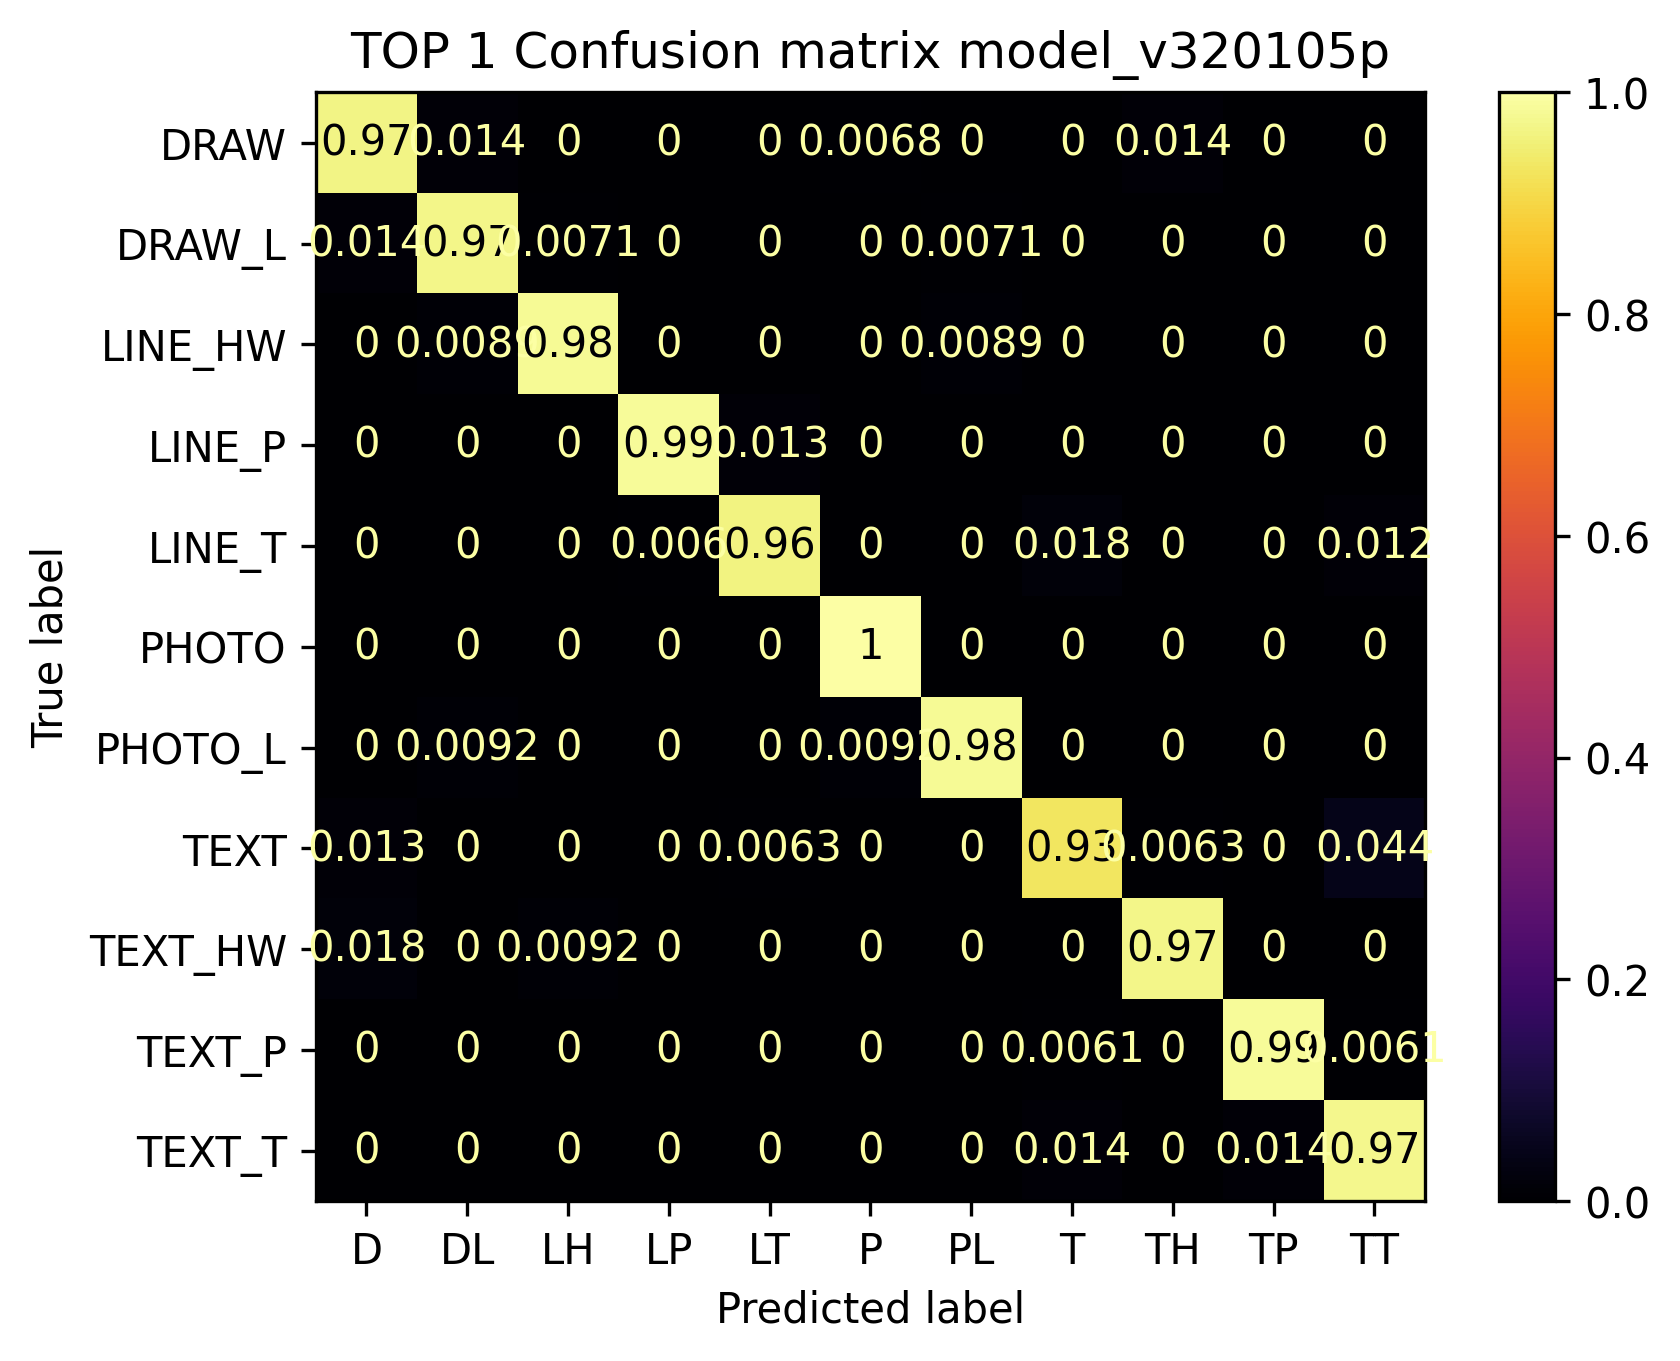 TOP 1 Confusion matrix model_v320105p
DRAW 0.97 0.014 0 0 0 0.0068 0 0 0.014 0 0
DRAW_L 0.014 0.97 0.0071 0 0 0 0.0071 0 0 0 0
LINE_HW 0 0.0089 0.98 0 0 0 0.0089 0 0 0 0
LINE_P 0 0 0 0.99 0.013 0 0 0 0 0 0
LINE_T 0 0 0 0.96 0 0 0.018 0 0 0.012
PHOTO 0 0 0 0 0 1 0 0 0 0 0
PHOTO_L 0 0.0092 0 0 0 0.0092 0.98 0 0 0 0
TEXT 0.013 0 0 0 0.0063 0 0 0.93 0.0063 0 0.044
TEXT_HW 0.018 0 0.0092 0 0 0 0 0 0.97 0 0
TEXT_P 0 0 0 0 0 0 0 0.0061 0 0.99 0.0061
TEXT_T 0 0 0 0 0 0 0 0.014 0 0.014 0.97
D DL LH LP LT P PL T TH TP TT
Predicted label
True label
1.0
0.8
0.6
0.4
0.2
0.0